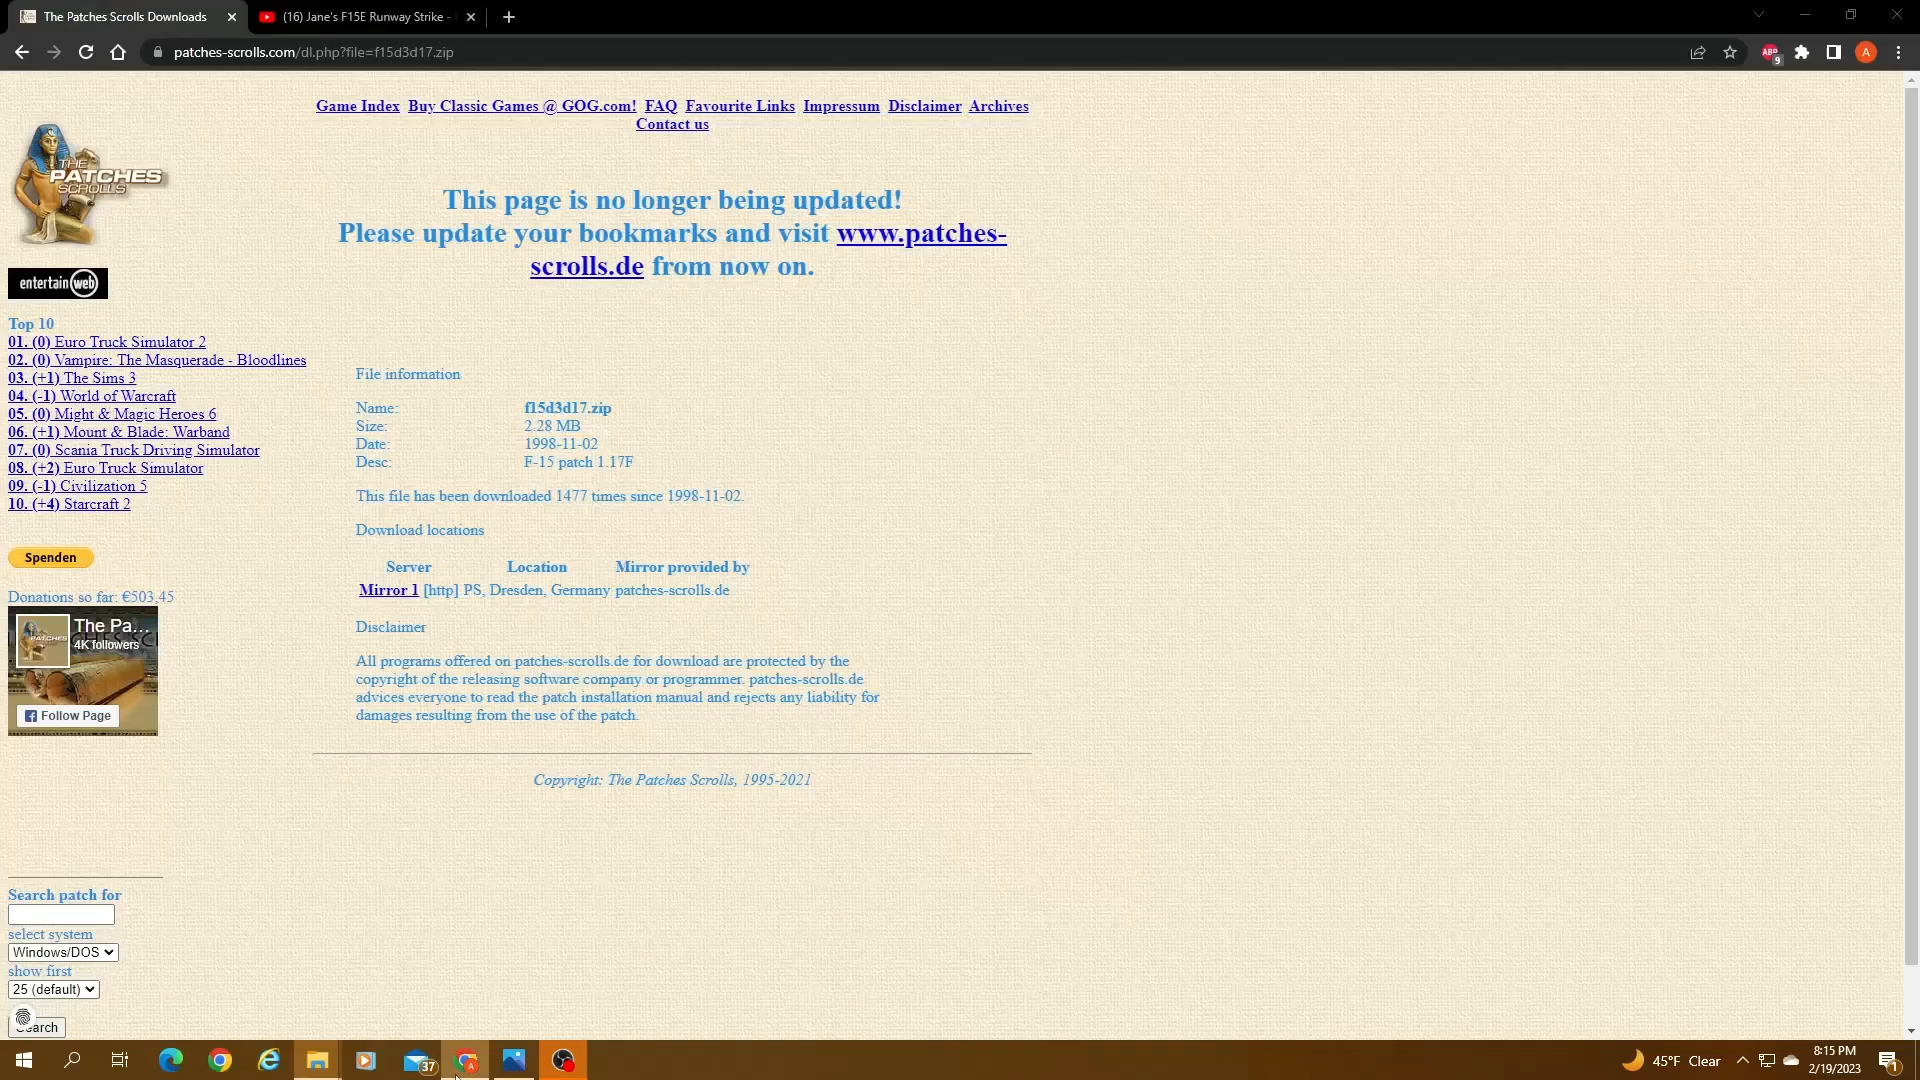 The Patches Scrolls Downloads
(16) Jane's F15E Runway Strike -
patches-scrolls.com/dl.php?file=f15d3d17.zip
ABP
9
A
Game Index Buy Classic Games @ GOG.com! FAQ Favourite Links Impressum Disclaimer Archives
Contact us
THE
PATCHES
SCROLLS
This page is no longer being updated!
Please update your bookmarks and visit www.patches-
scrolls.de from now on.
entertain web
Top 10
01. (0) Euro Truck Simulator 2
02. (0) Vampire: The Masquerade - Bloodlines
03. (+1) The Sims 3
04. (-1) World of Warcraft
05. (0) Might & Magic Heroes 6
06. (+1) Mount & Blade: Warband
07. (0) Scania Truck Driving Simulator
08. (+2) Euro Truck Simulator
09. (-1) Civilization 5
10. (+4) Starcraft 2
Spenden
Donations so far: €503,45
The Pa...
4K followers
Follow Page
File information
Name: f15d3d17.zip
Size: 2.28 MB
Date: 1998-11-02
Desc: F-15 patch 1.17F
This file has been downloaded 1477 times since 1998-11-02.
Download locations
Server Location Mirror provided by
Mirror 1 [http] PS, Dresden, Germany patches-scrolls.de
Disclaimer
All programs offered on patches-scrolls.de for download are protected by the
copyright of the releasing software company or programmer. patches-scrolls.de
advices everyone to read the patch installation manual and rejects any liability for
damages resulting from the use of the patch.
Copyright: The Patches Scrolls, 1995-2021
Search patch for
select system
Windows/DOS
show first
25 (default)
earch
37
A
45°F Clear
8:15 PM
2/19/2023
1